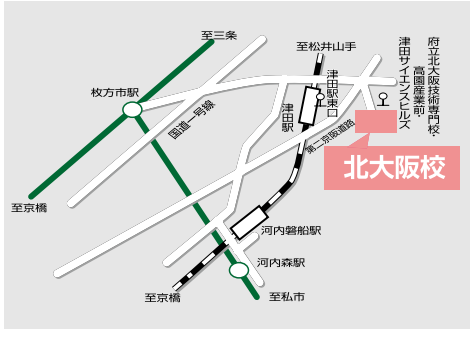 至三条
至松井山手
府立北大阪技術専門校・
高園産業前・
津田サイエンスヒルズ
枚方市駅
国道一号線
津田駅
津田駅東口
第二京阪道路
北大阪校
至京橋
河内磐船駅
河内森駅
至京橋
至私市